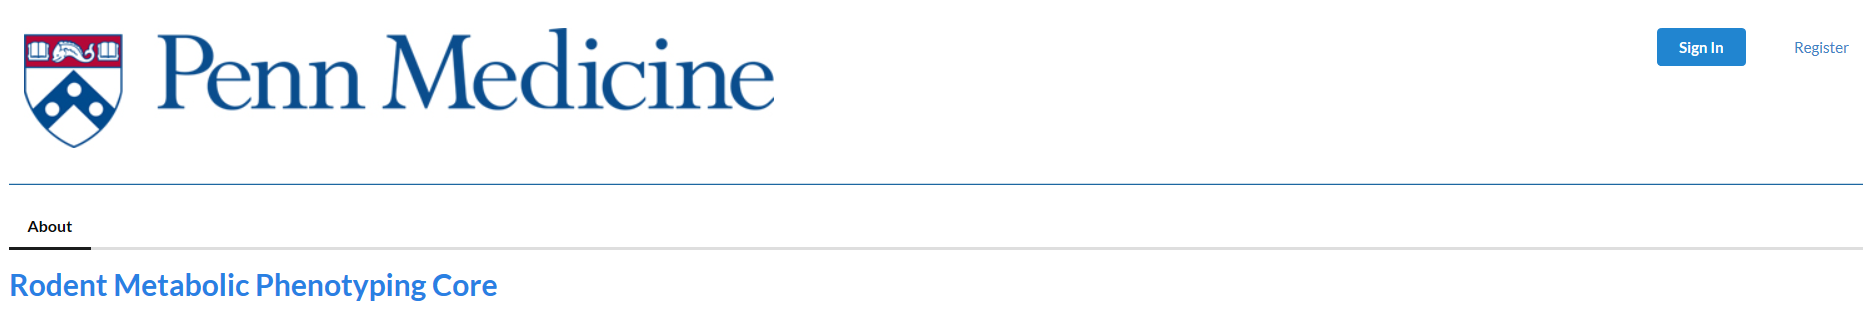 Penn Medicine
Sign In
Register
About
Rodent Metabolic Phenotyping Core